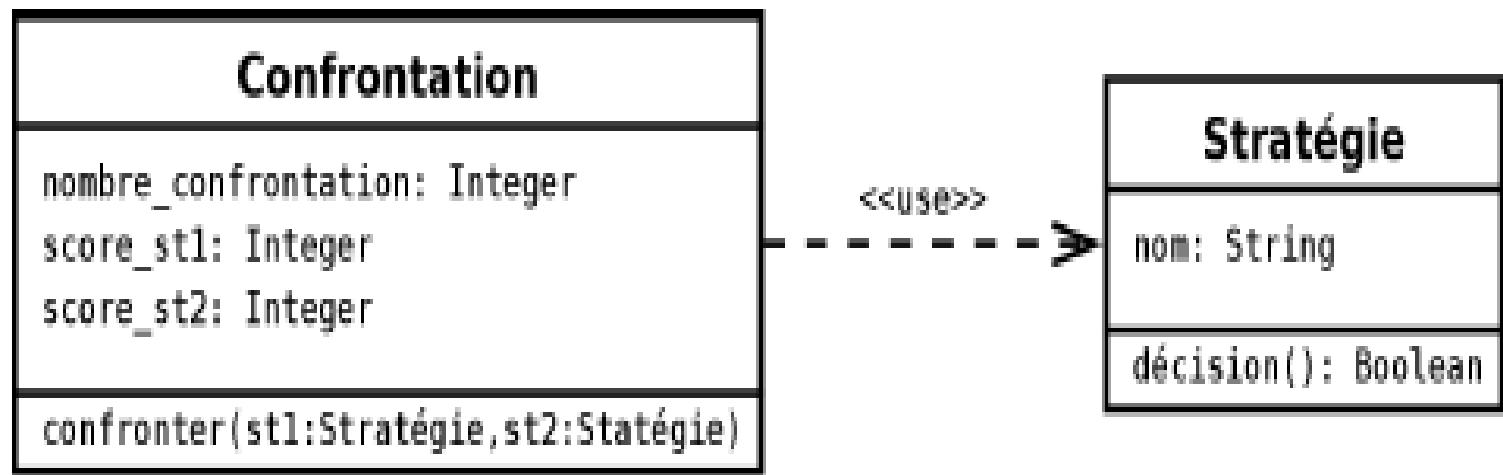 Confrontation
nombre_confrontation: Integer
score_st1: Integer
score_st2: Integer
confronter(st1:Stratégie,st2:Statégie)
<<use>>
Stratégie
nom: String
décision(): Boolean